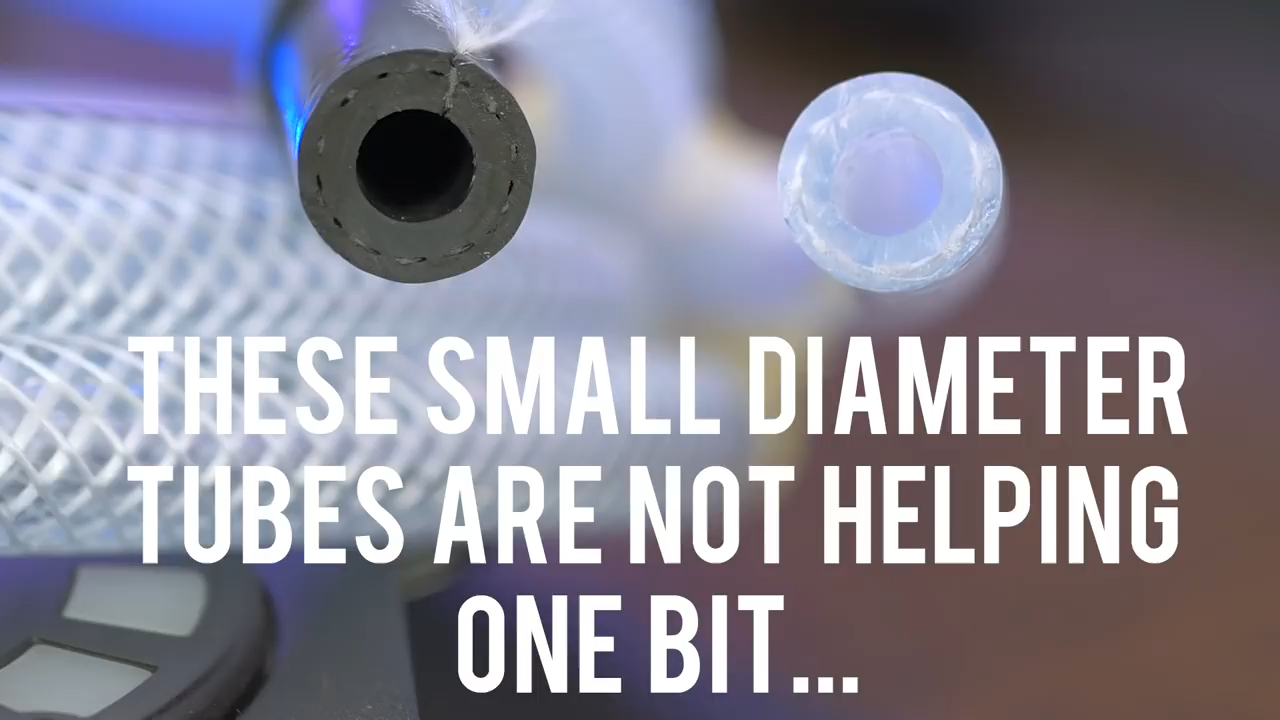 THESE SMALL DIAMETER
TUBES ARE NOT HELPING
ONE BIT...